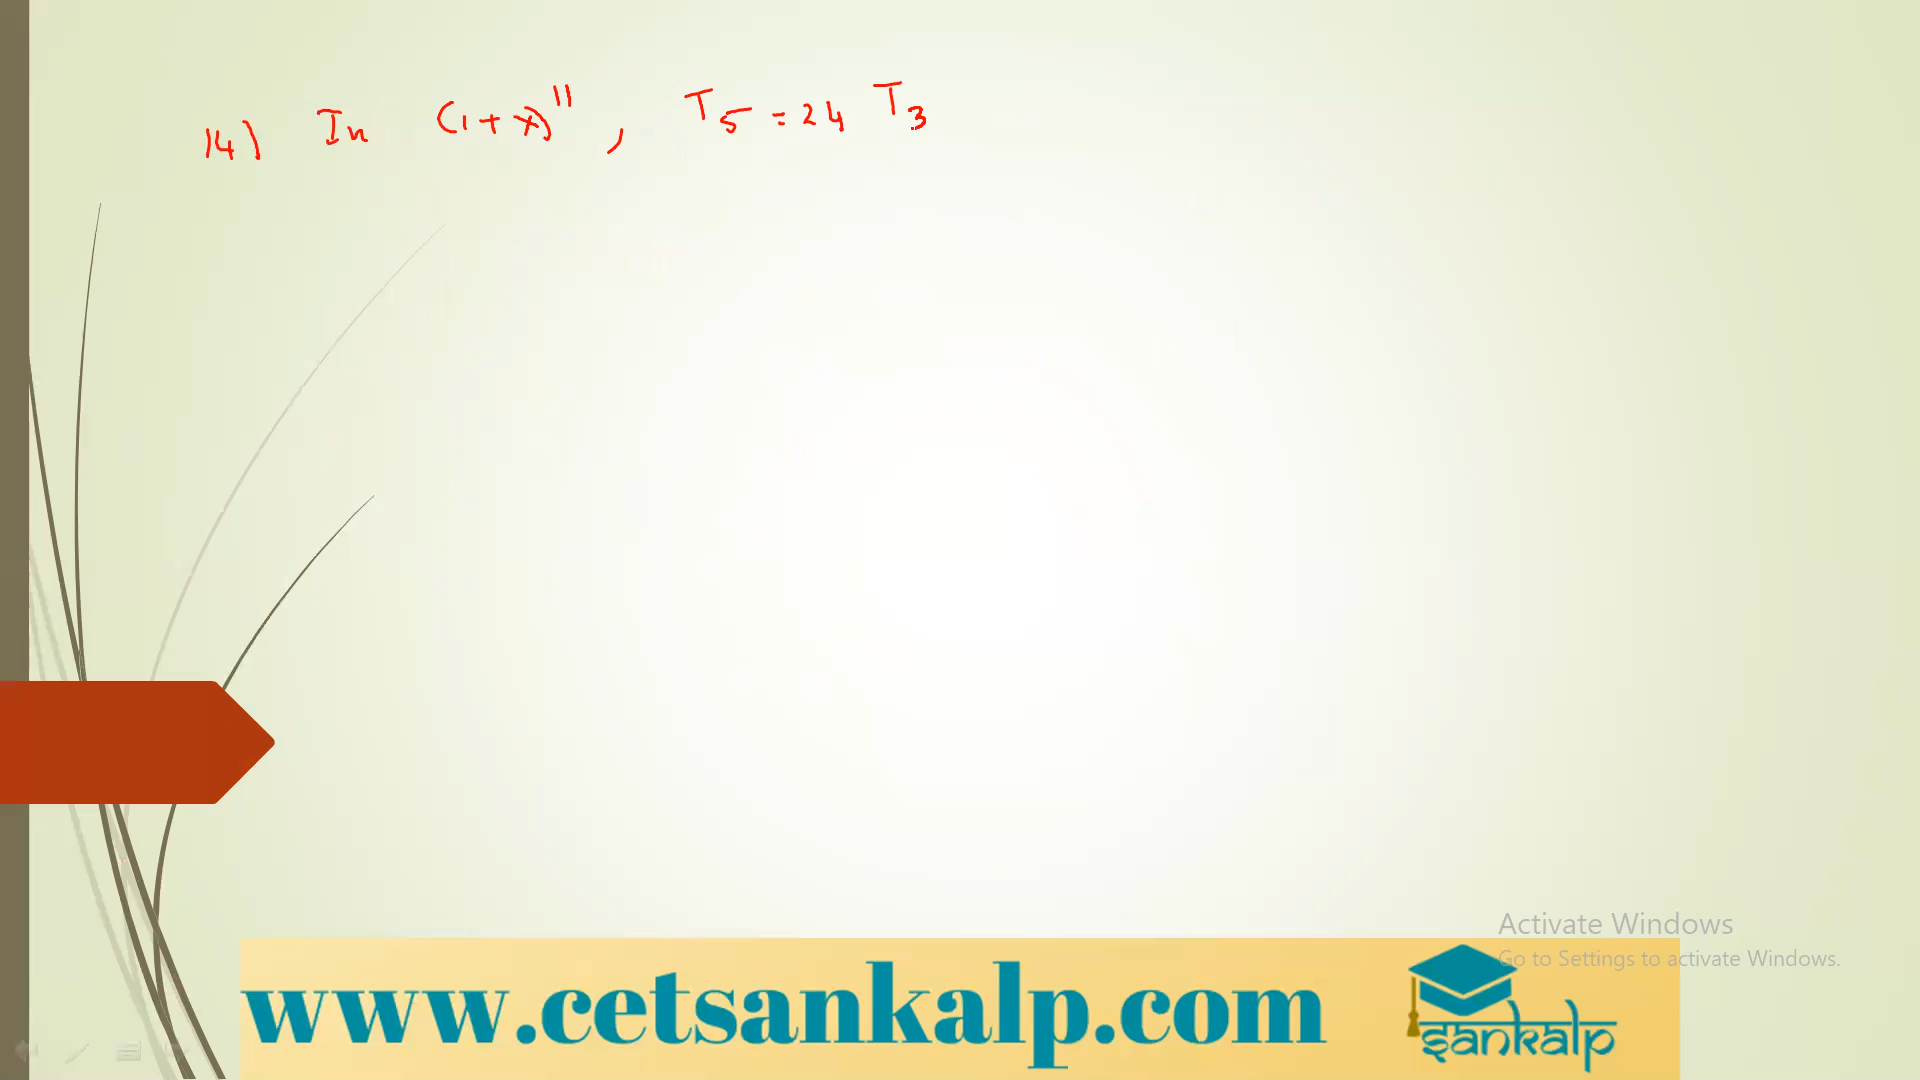 14) In (1+x)^11 , T5 = 24 T3
Activate Windows
Go to Settings to activate Windows.
www.cetsankalp.com
sankalp